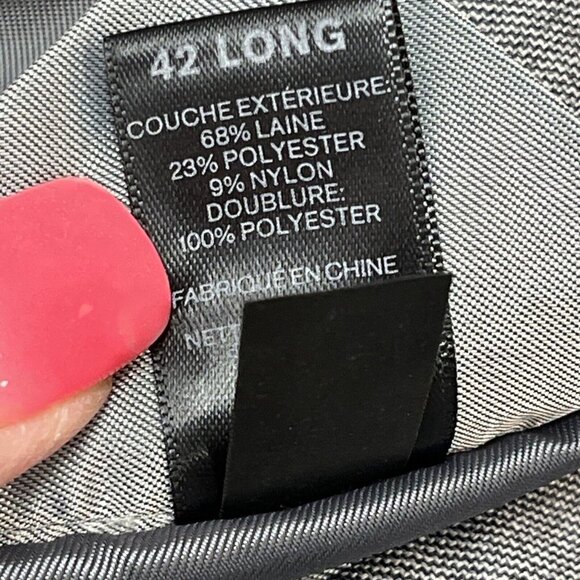 42 LONG
COUCHE EXTÉRIEURE:
68% LAINE
23% POLYESTER
9% NYLON
DOUBLURE:
100% POLYESTER
FABRIQUÉ EN CHINE